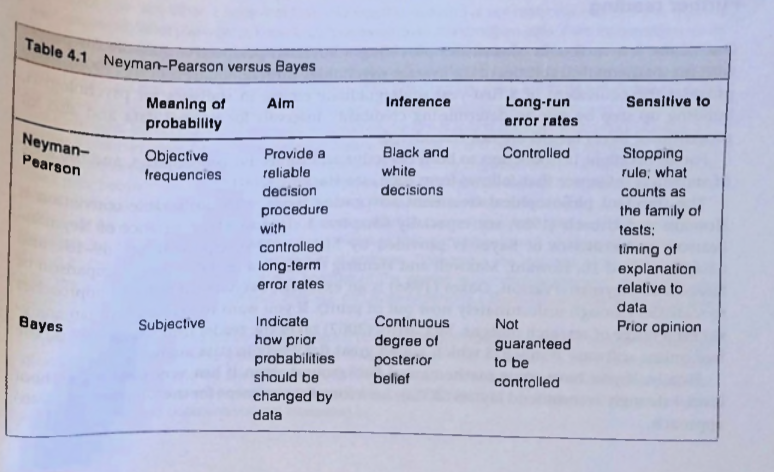 Further reading
Table 4.1 Neyman–Pearson versus Bayes
Meaning of probability
Aim
Inference
Long-run error rates
Sensitive to
Neyman–
Pearson
Objective
frequencies
Provide a
reliable
decision
procedure
with
controlled
long-term
error rates
Black and
white
decisions
Controlled
Stopping
rule; what
counts as
the family of
tests;
timing of
explanation
relative to
data
Bayes
Subjective
Indicate
how prior
probabilities
should be
changed by
data
Continuous
degree of
posterior
belief
Not
guaranteed
to be
controlled
Prior opinion